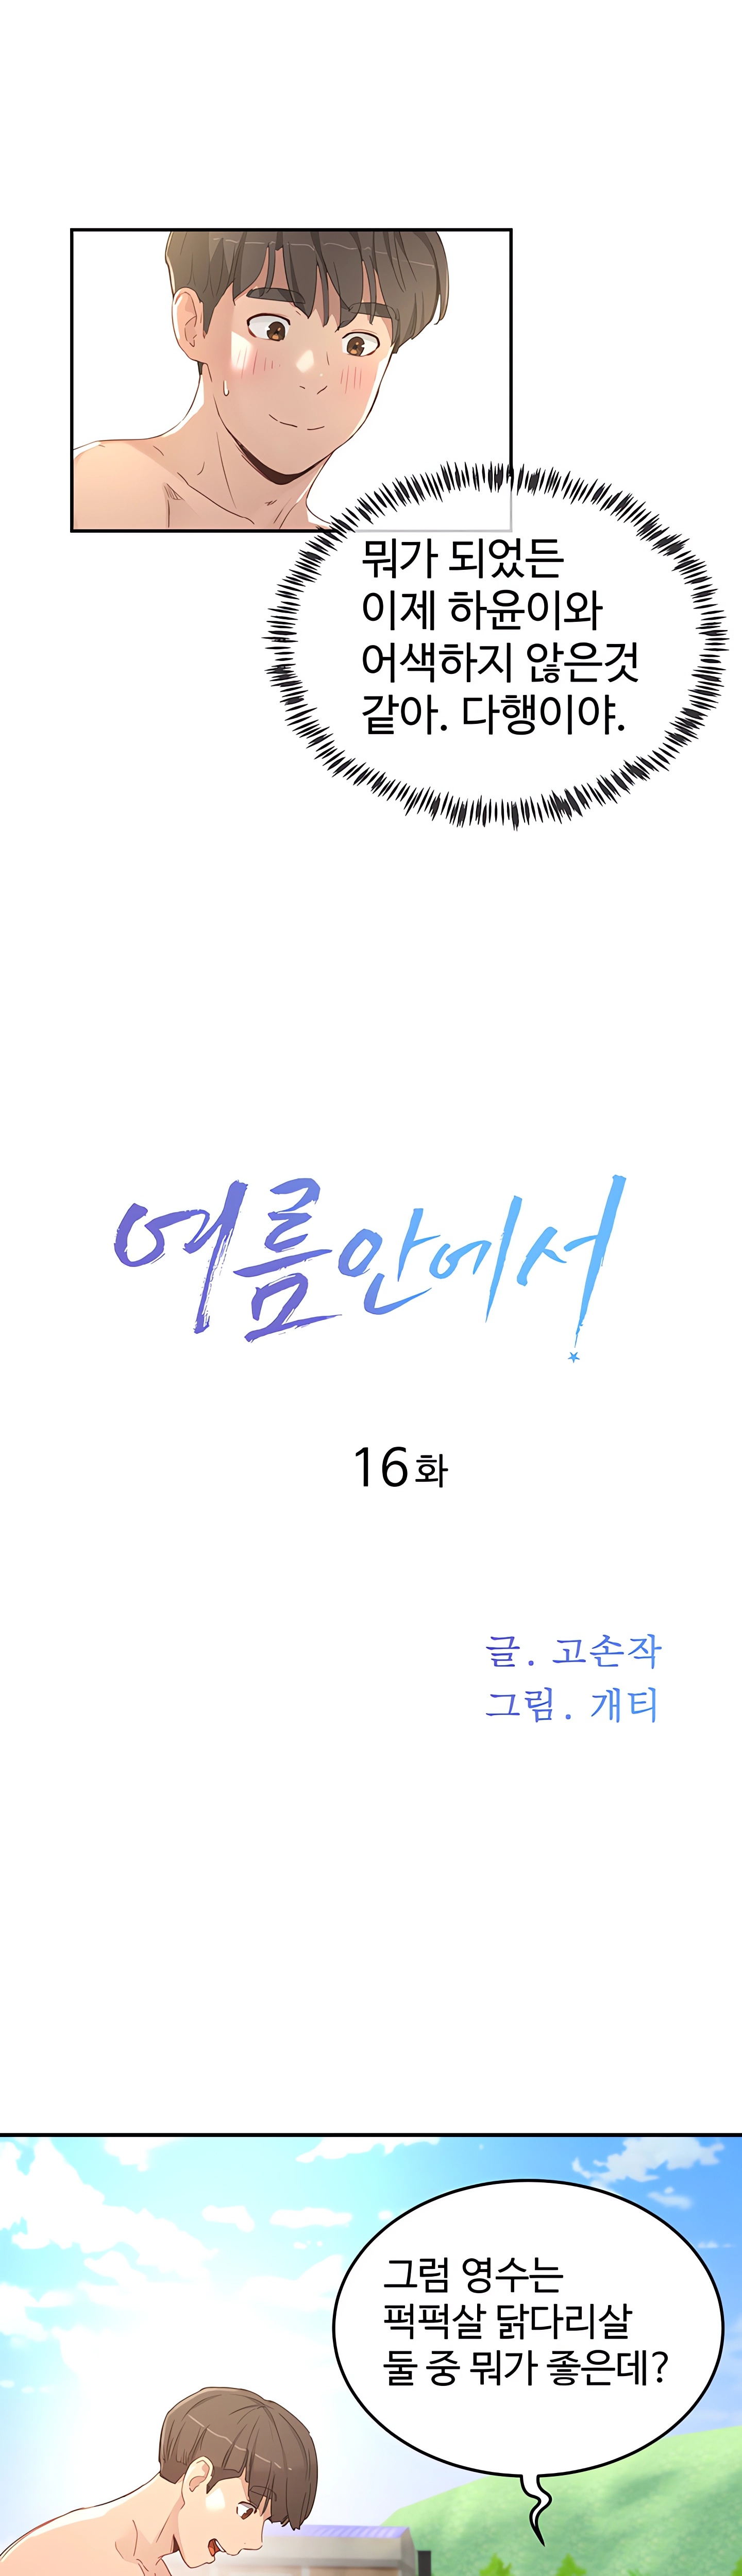 뭐가 되었든
이제 하윤이와
어색하지 않은것
같아. 다행이야.
여름안에서
16화
글. 고손작
그림. 개티
그럼 영수는
퍽퍽살 닭다리살
둘 중 뭐가 좋은데?